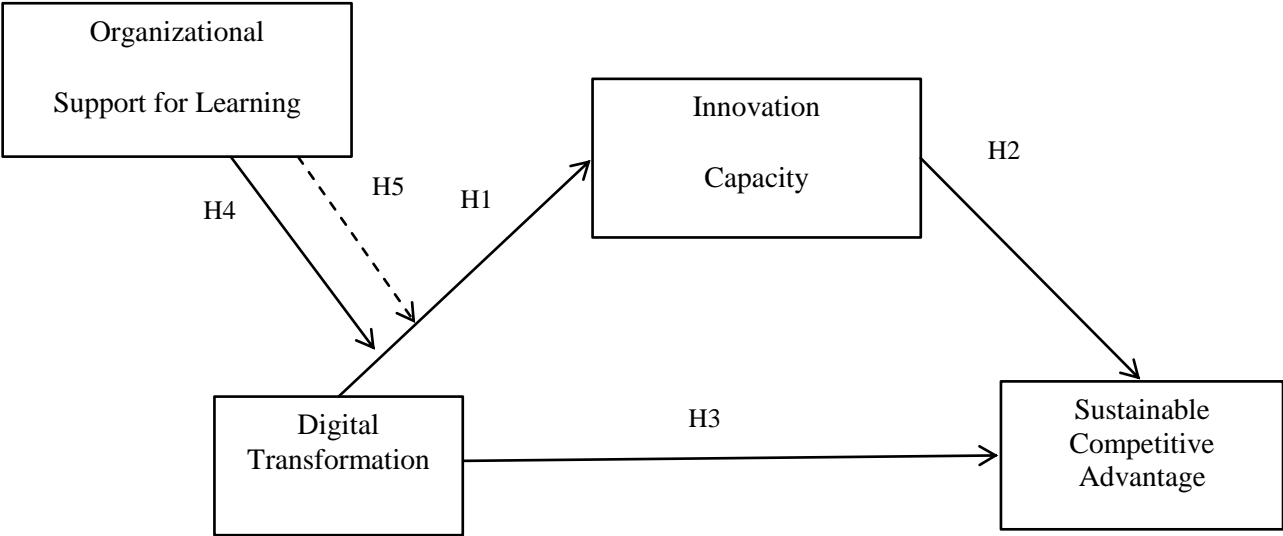 Organizational
Support for Learning
Innovation
Capacity
H2
H5
H1
H4
Digital
Transformation
H3
Sustainable
Competitive
Advantage